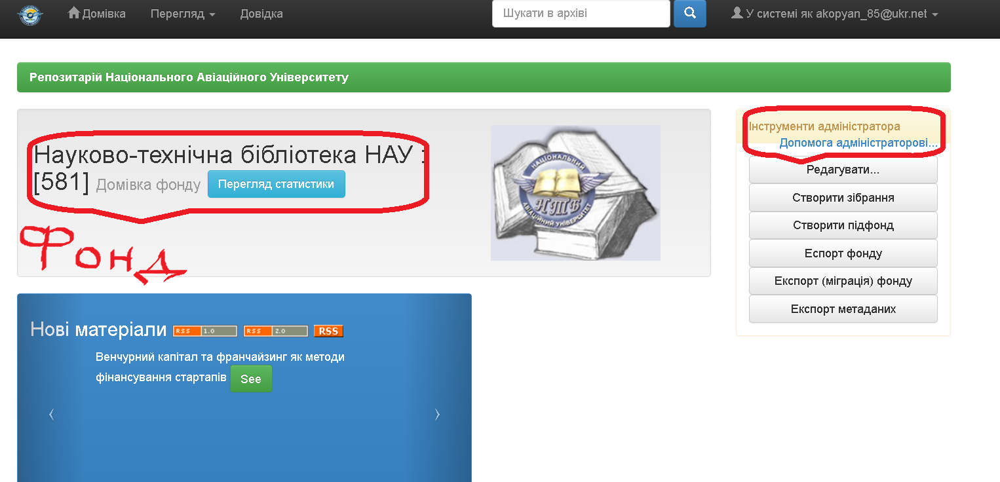 Домівка Перегляд Довідка Шукати в архіві У системі як akopyan_85@ukr.net
Репозитарій Національного Авіаційного Університету
Науково-технічна бібліотека НАУ :
[581] Домівка фонду Перегляд статистики
Фонд
НАЦІОНАЛЬНИЙ
НТБ
АВІАЦІЙНИЙ УНІВЕРСИТЕТ
Інструменти адміністратора
Допомога адміністраторові...
Редагувати...
Створити зібрання
Створити підфонд
Еспорт фонду
Експорт (міграція) фонду
Експорт метаданих
Нові матеріали RSS 1.0 RSS 2.0 RSS
Венчурний капітал та франчайзинг як методи
фінансування стартапів See